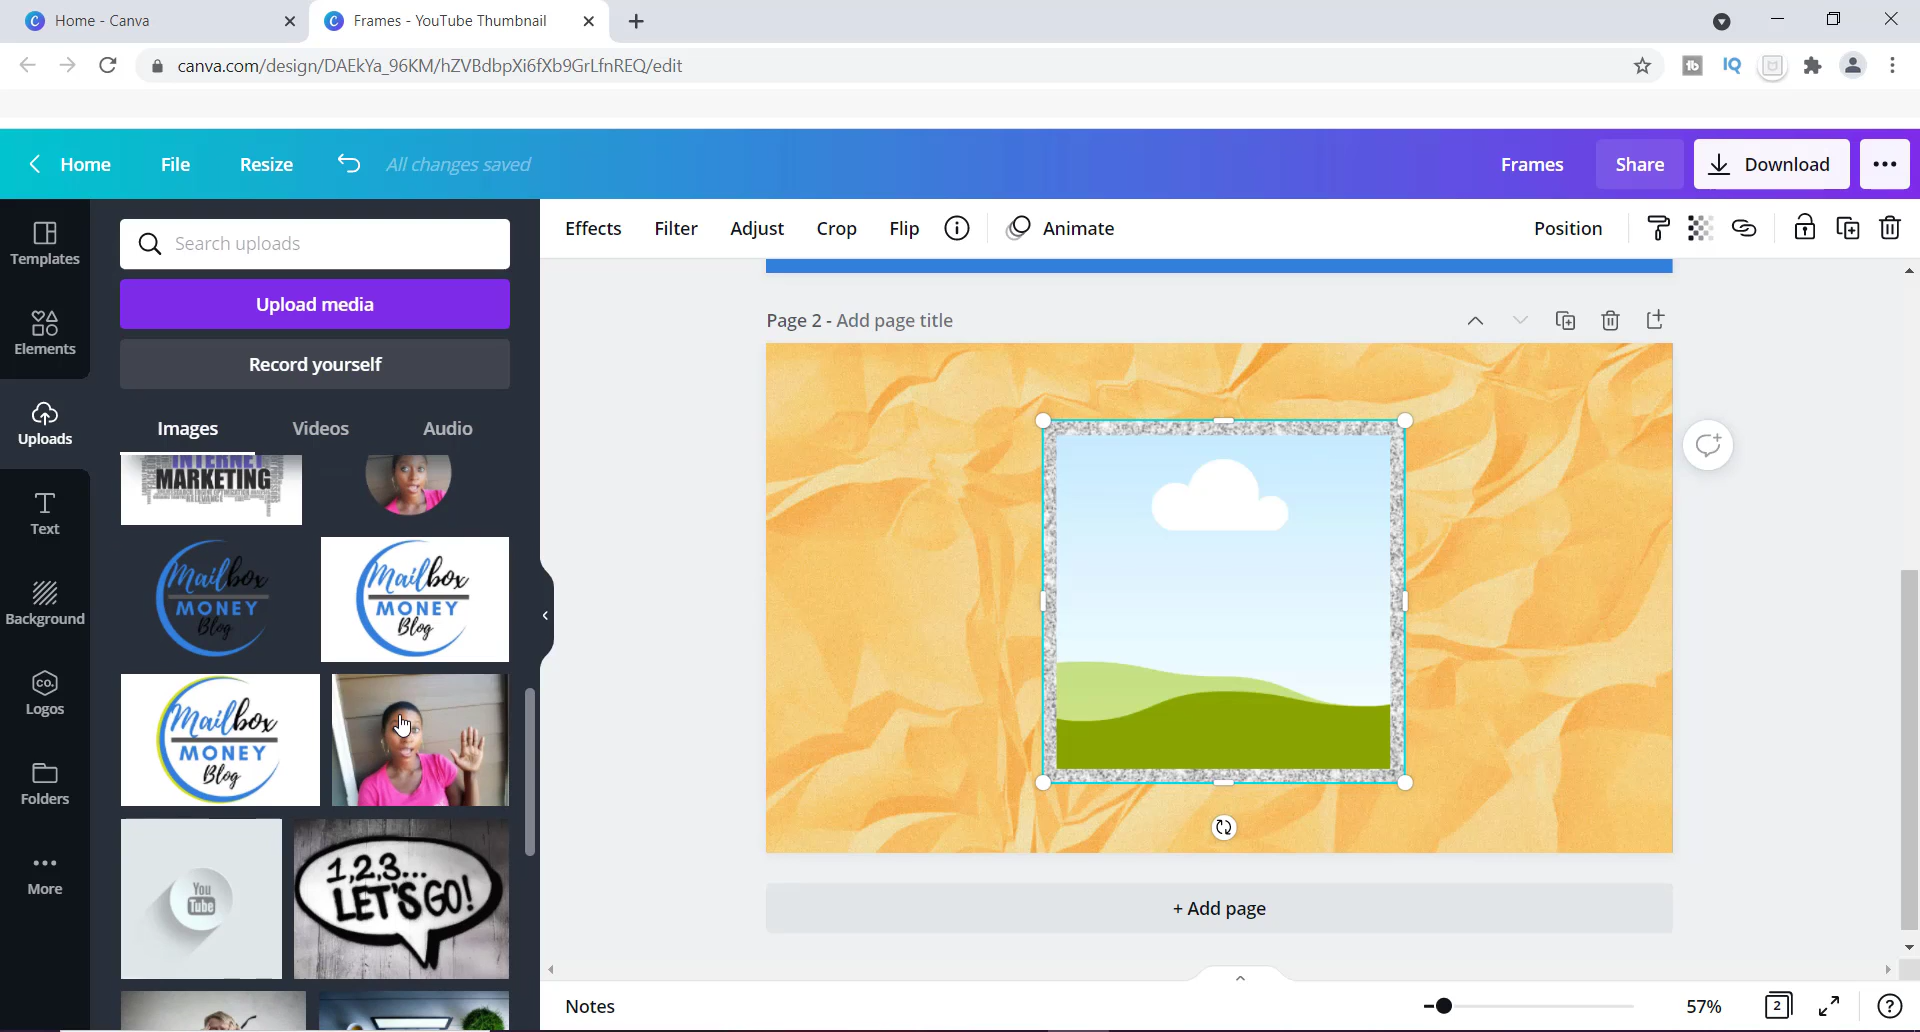 Home - Canva
Frames - YouTube Thumbnail
canva.com/design/DAEkYa_96KM/hZVBdbpXi6fXb9GrLfnREQ/edit
Home File Resize All changes saved Frames Share Download
Templates
Elements
Uploads
Text
Background
CO.
Logos
Folders
More
Search uploads
Upload media
Record yourself
Images Videos Audio
INTERNET
MARKETING
Mailbox
MONEY
Blog
Mailbox
MONEY
Blog
Mailbox
MONEY
Blog
You
Tube
1,2,3...
LET'S GO!
Effects Filter Adjust Crop Flip Animate Position
Page 2 - Add page title
+ Add page
Notes 57% 2